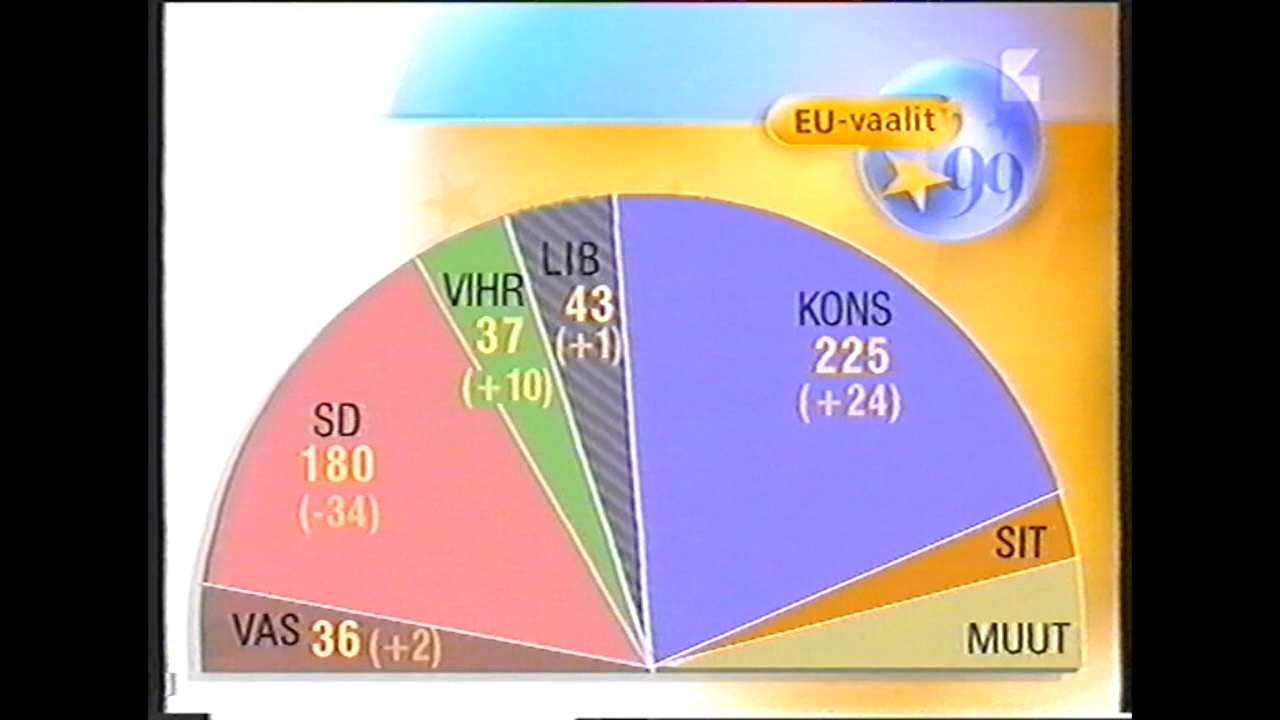 EU-vaalit
99
LIB
43
(+1)
VIHR
37
(+10)
KONS
225
(+24)
SD
180
(-34)
SIT
VAS 36 (+2)
MUUT